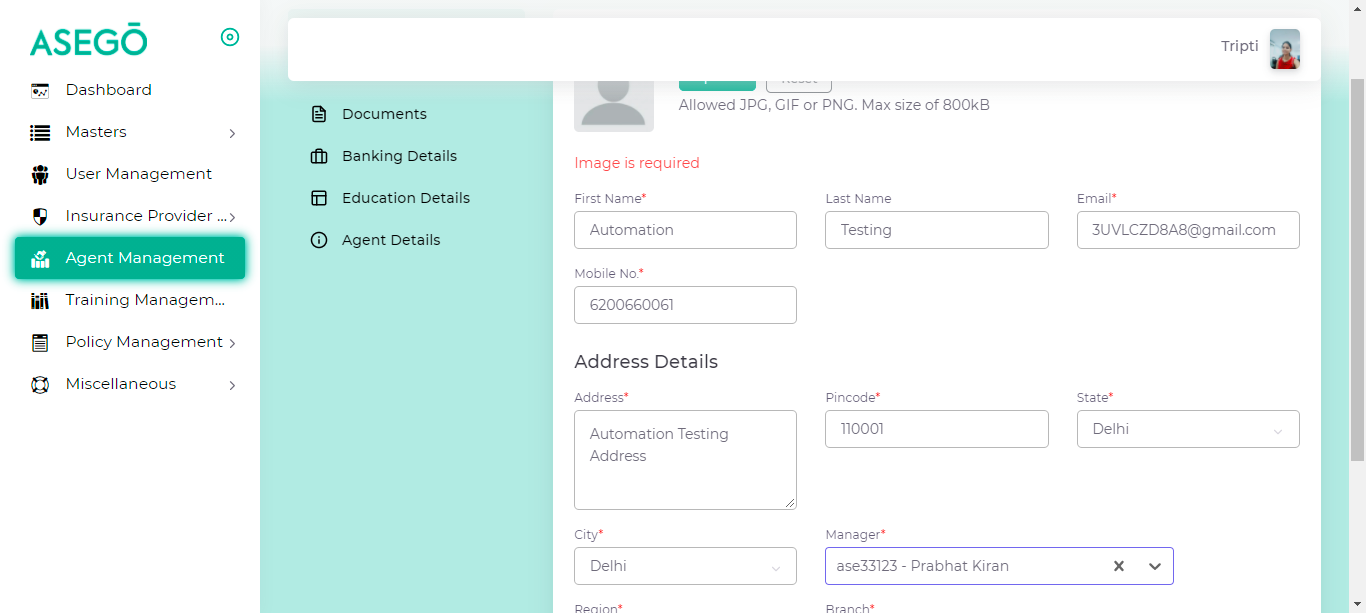 ASEGŌ
Dashboard
Masters
User Management
Insurance Provider ...
Agent Management
Training Managem...
Policy Management
Miscellaneous
Tripti
Documents
Banking Details
Education Details
Agent Details
Reset
Allowed JPG, GIF or PNG. Max size of 800kB
Image is required
First Name*
Last Name
Email*
Automation
Testing
3UVLCZD8A8@gmail.com
Mobile No.*
6200660061
Address Details
Address*
Pincode*
State*
Automation Testing
Address
110001
Delhi
City*
Manager*
Delhi
ase33123 - Prabhat Kiran
Region*
Branch*